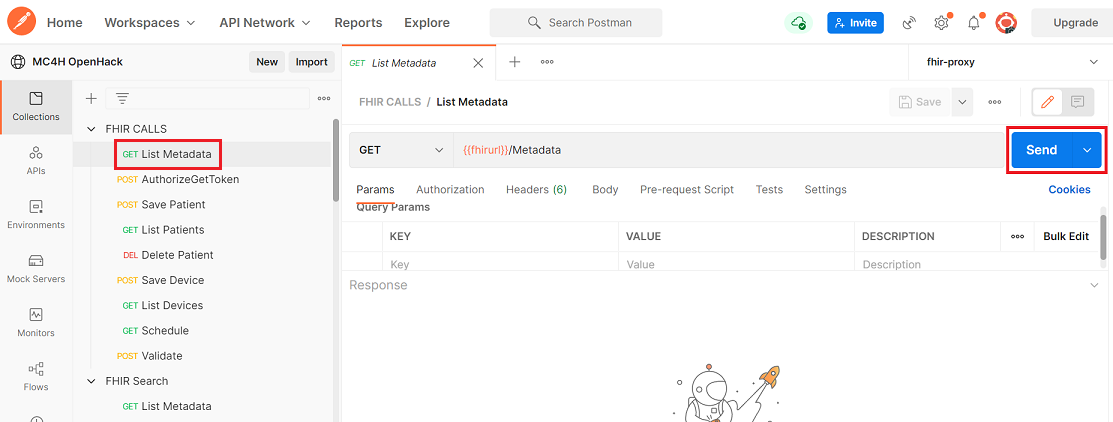 Home Workspaces API Network Reports Explore Search Postman Invite Upgrade
MC4H OpenHack New Import GET List Metadata fhir-proxy
Collections
APIs
Environments
Mock Servers
Monitors
Flows
FHIR CALLS
GET List Metadata
POST AuthorizeGetToken
POST Save Patient
GET List Patients
DEL Delete Patient
POST Save Device
GET List Devices
GET Schedule
POST Validate
FHIR Search
GET List Metadata
FHIR CALLS / List Metadata Save
GET {{fhirurl}}/Metadata Send
Params Authorization Headers (6) Body Pre-request Script Tests Settings Cookies
Query Params
KEY VALUE DESCRIPTION Bulk Edit
Key Value Description
Response